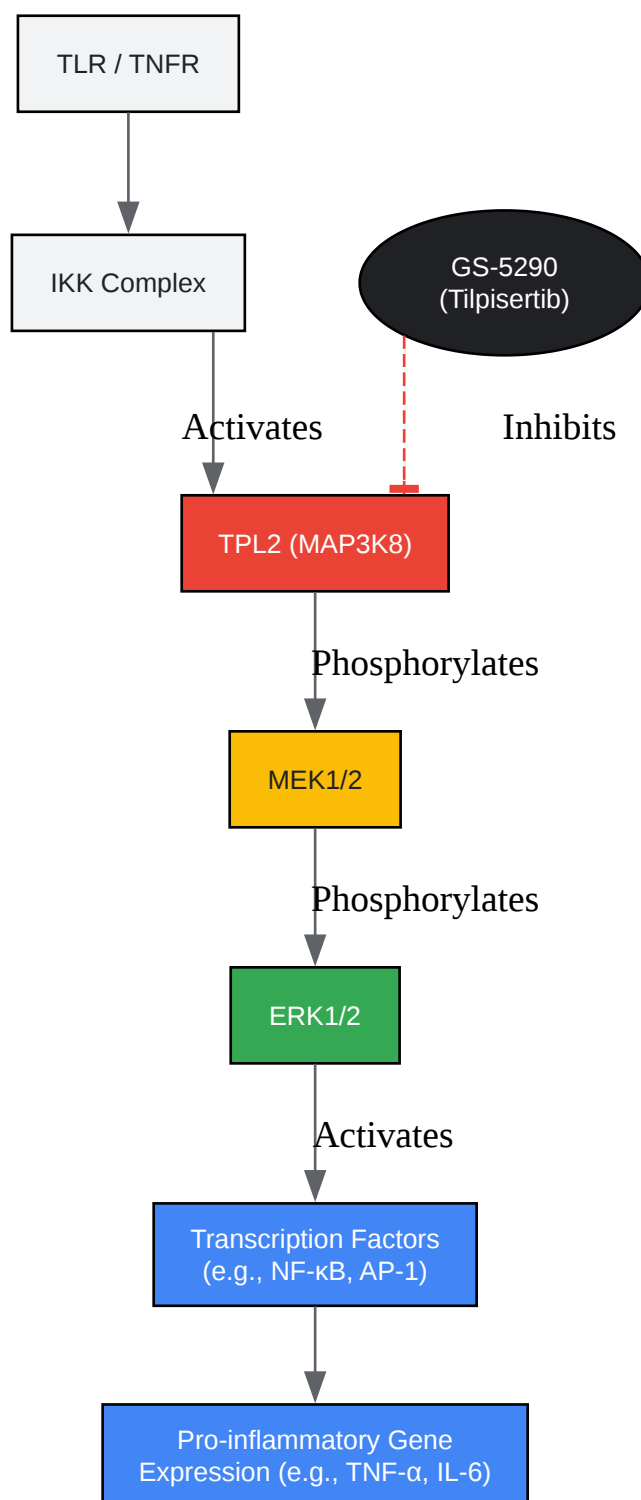 TLR / TNFR
IKK Complex
GS-5290
(Tilpisertib)
Activates
Inhibits
TPL2 (MAP3K8)
Phosphorylates
MEK1/2
Phosphorylates
ERK1/2
Activates
Transcription Factors
(e.g., NF-κB, AP-1)
Pro-inflammatory Gene
Expression (e.g., TNF-α, IL-6)